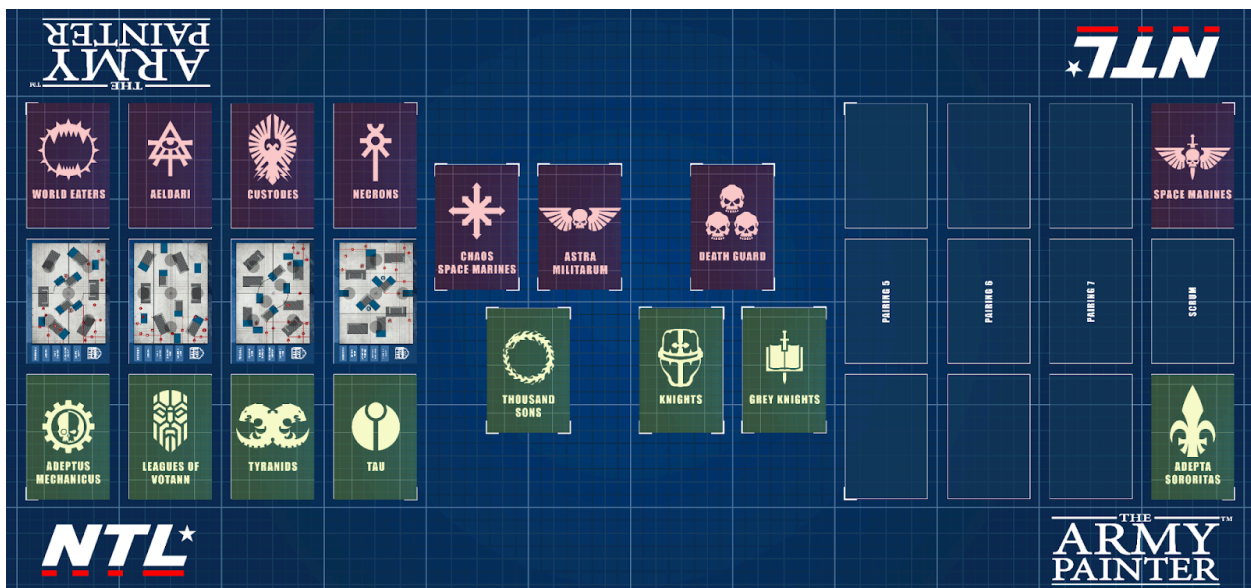 THE
ARMY
PAINTER
TM
NTL
WORLD EATERS
AELDARI
CUSTODES
NECRONS
SPACE MARINES
CHAOS
SPACE MARINES
ASTRA
MILITARUM
DEATH GUARD
PAIRING 5
PAIRING 6
PAIRING 7
SCRUM
THOUSAND
SONS
KNIGHTS
GREY KNIGHTS
ADEPTUS
MECHANICUS
LEAGUES OF
VOTANN
TYRANIDS
TAU
ADEPTA
SORORITAS
NTL
THE
ARMY
PAINTER
TM